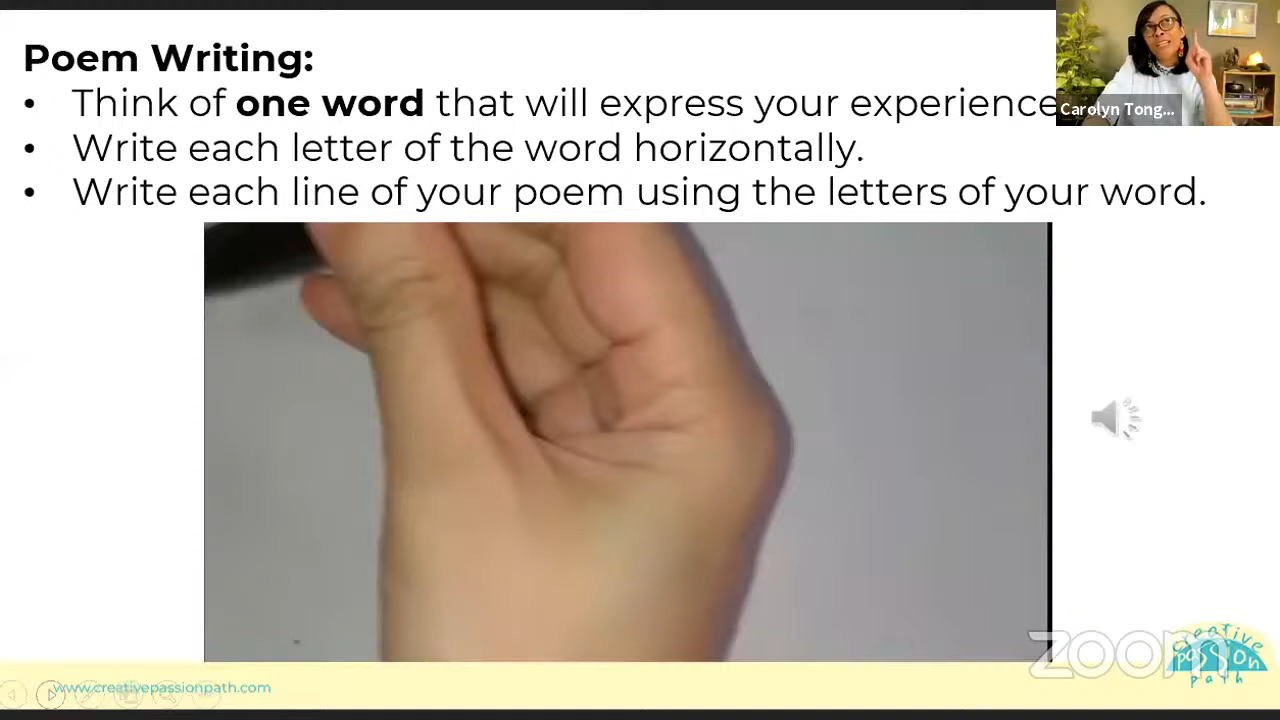 Poem Writing:
• Think of one word that will express your experience
• Write each letter of the word horizontally.
• Write each line of your poem using the letters of your word.
Carolyn Tong...
zoom
creative
passion
path
www.creativepassionpath.com